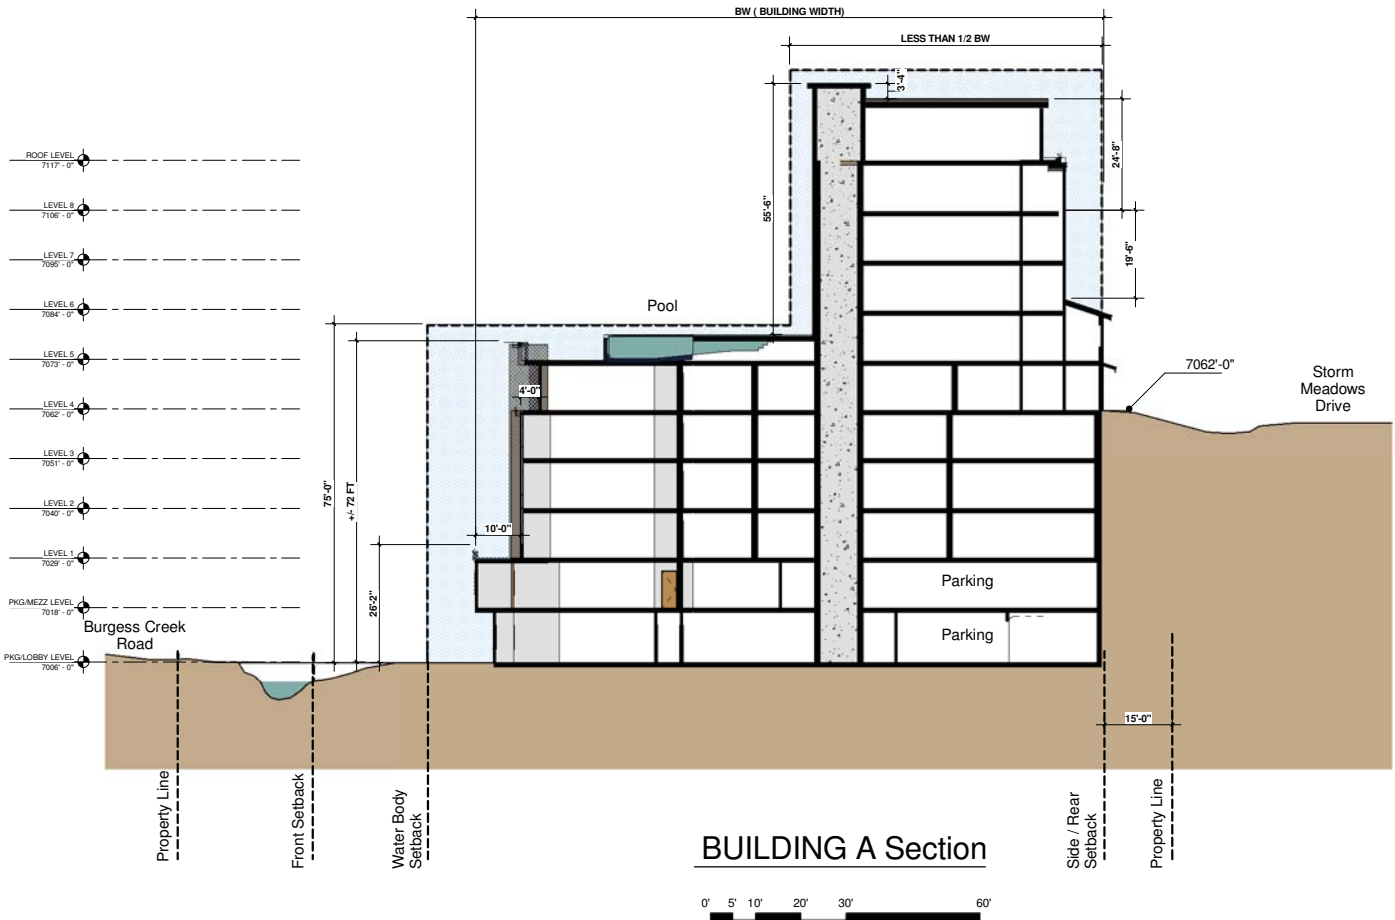 BW ( BUILDING WIDTH)
LESS THAN 1/2 BW
3'-4"
ROOF LEVEL
7117' - 0"
24'-8"
LEVEL 8
7106' - 0"
55'-6"
LEVEL 7
7095' - 0"
19'-6"
LEVEL 6
7084' - 0"
Pool
LEVEL 5
7073' - 0"
7062'-0"
Storm
Meadows
Drive
4'-0"
LEVEL 4
7062' - 0"
LEVEL 3
7051' - 0"
75'-0"
+/- 72 FT
LEVEL 2
7040' - 0"
10'-0"
LEVEL 1
7029' - 0"
Parking
26'-2"
PKG/MEZZ LEVEL
7018' - 0"
Burgess Creek
Road
Parking
PKG/LOBBY LEVEL
7006' - 0"
15'-0"
Property Line
Front Setback
Water Body
Setback
Side / Rear
Setback
Property Line
BUILDING A Section
0' 5' 10' 20' 30' 60'